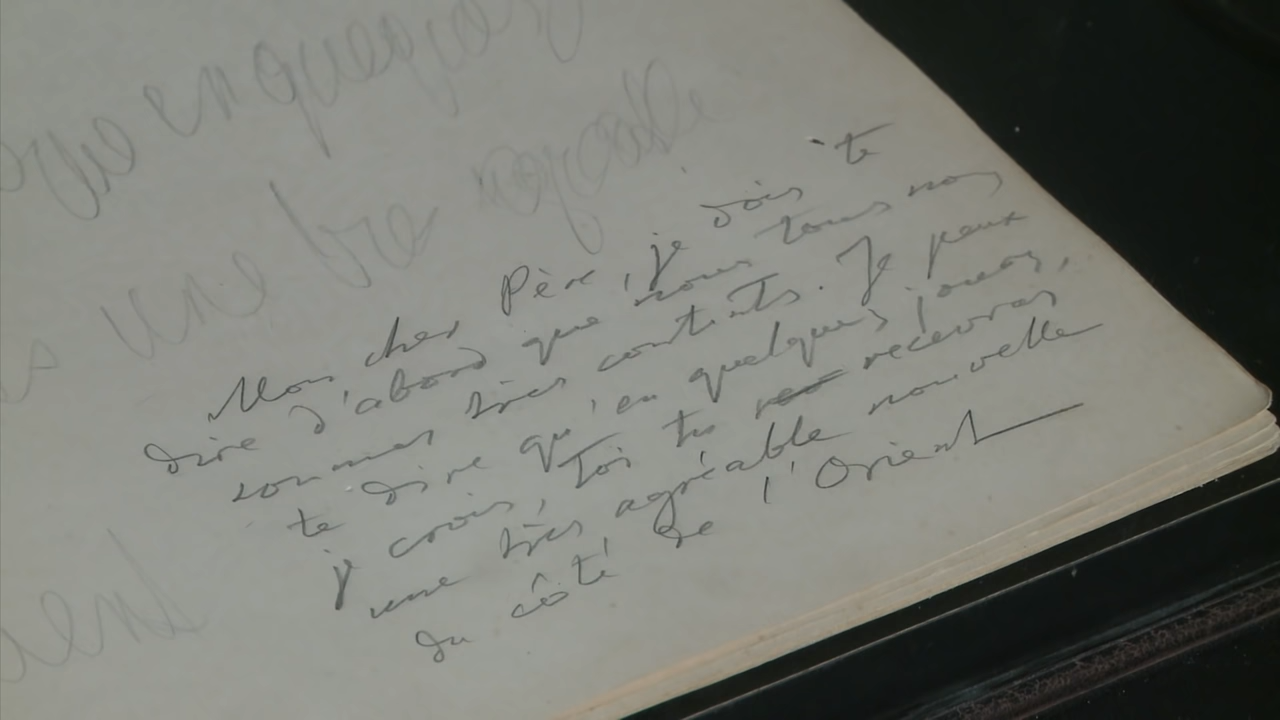 Mon cher Père, je dois te
dire d'abord que nous tous nous
sommes très contents. Je peux
te dire qu'en quelques jours,
je crois, toi tu recevras
une très agréable nouvelle
du côté de l'Orient